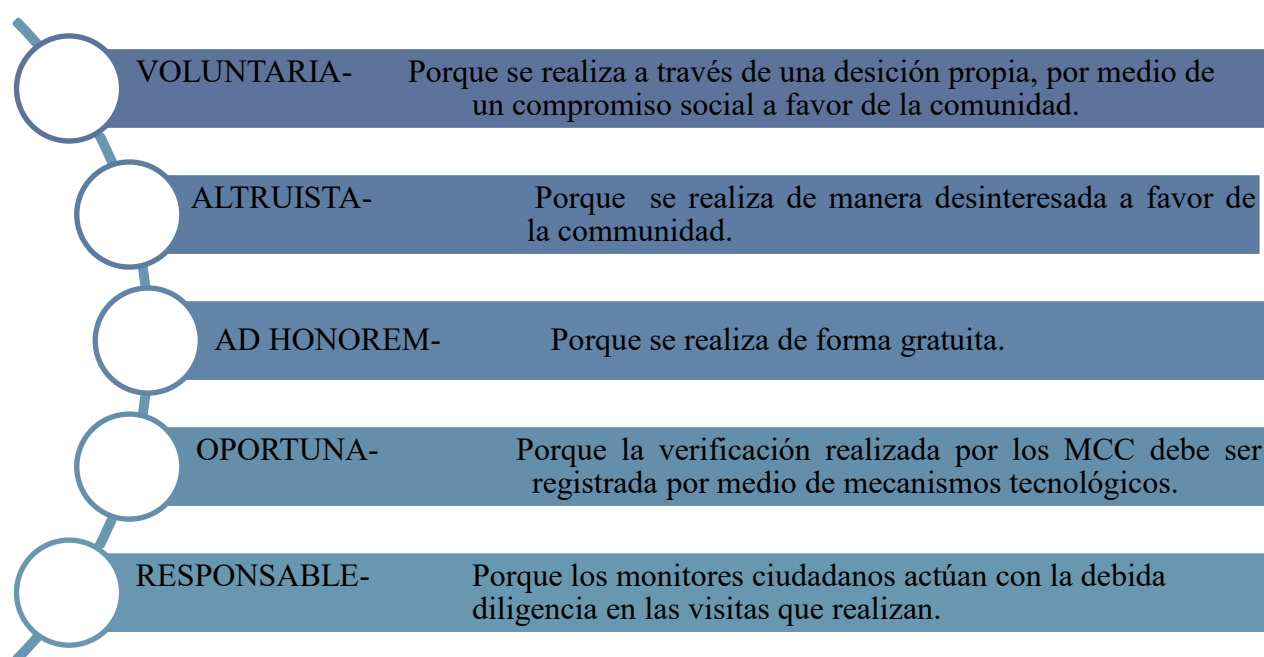 VOLUNTARIA- Porque se realiza a través de una desición propia, por medio de
un compromiso social a favor de la comunidad.
ALTRUISTA- Porque se realiza de manera desinteresada a favor de
la communidad.
AD HONOREM- Porque se realiza de forma gratuita.
OPORTUNA- Porque la verificación realizada por los MCC debe ser
registrada por medio de mecanismos tecnológicos.
RESPONSABLE- Porque los monitores ciudadanos actúan con la debida
diligencia en las visitas que realizan.